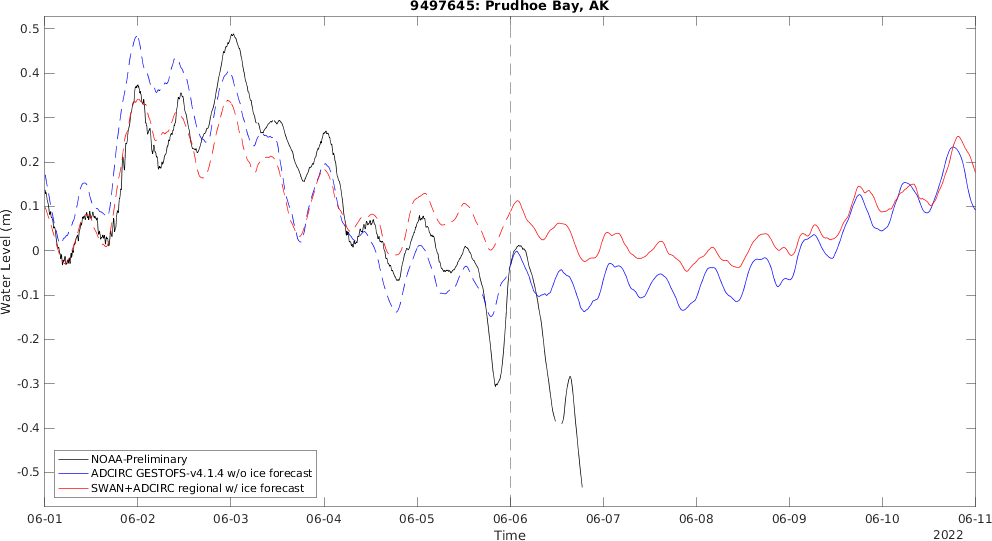 9497645: Prudhoe Bay, AK
0.5
0.4
0.3
0.2
0.1
0
-0.1
-0.2
-0.3
-0.4
-0.5
Water Level (m)
NOAA-Preliminary
ADCIRC GESTOFS-v4.1.4 w/o ice forecast
SWAN+ADCIRC regional w/ ice forecast
06-01 06-02 06-03 06-04 06-05 06-06 06-07 06-08 06-09 06-10 06-11
Time
2022